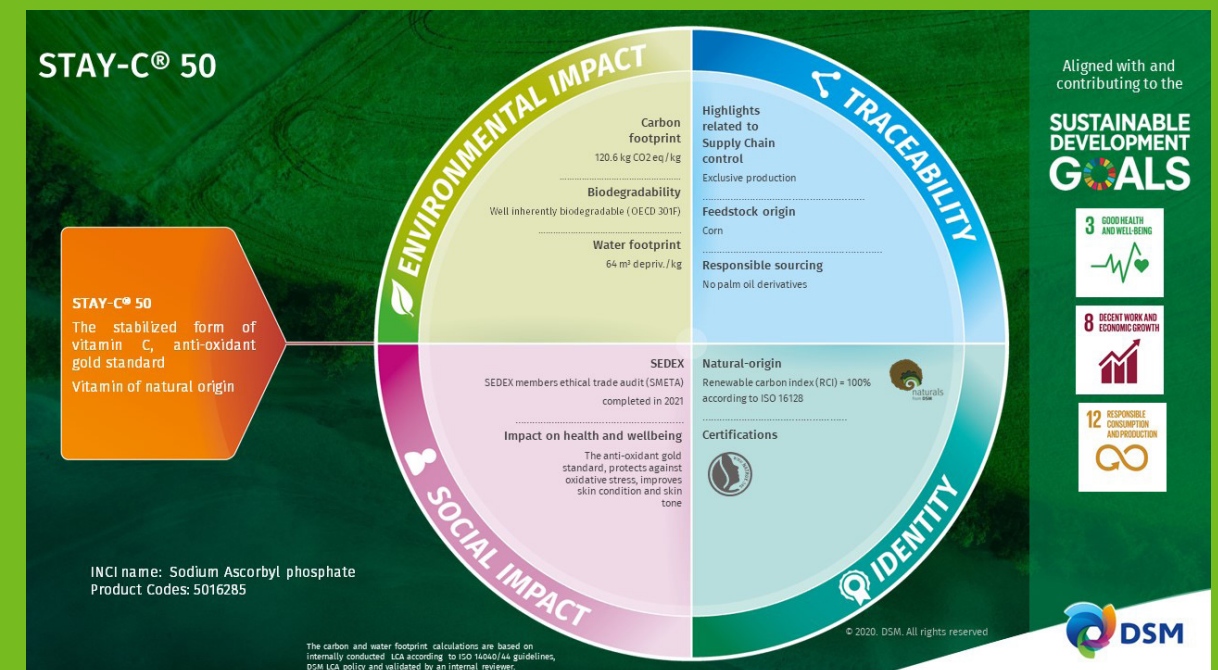 STAY-C® 50
STAY-C® 50
The stabilized form of
vitamin C, anti-oxidant
gold standard
Vitamin of natural origin
INCI name: Sodium Ascorbyl phosphate
Product Codes: 5016285
ENVIRONMENTAL IMPACT
Carbon
footprint
120.6 kg CO2 eq/kg
Biodegradability
Well inherently biodegradable (OECD 301F)
Water footprint
64 m³ depriv./kg
TRACEABILITY
Highlights
related to
Supply Chain
control
Exclusive production
Feedstock origin
Corn
Responsible sourcing
No palm oil derivatives
SOCIAL IMPACT
SEDEX
SEDEX members ethical trade audit (SMETA)
completed in 2021
Impact on health and wellbeing
The anti-oxidant gold
standard, protects against
oxidative stress, improves
skin condition and skin
tone
IDENTITY
Natural-origin
Renewable carbon index (RCI) = 100%
according to ISO 16128
naturals
from DSM
Certifications
The carbon and water footprint calculations are based on
internally conducted LCA according to ISO 14040/44 guidelines,
DSM LCA policy and validated by an internal reviewer.
© 2020. DSM. All rights reserved
Aligned with and
contributing to the
SUSTAINABLE
DEVELOPMENT
GOALS
3 GOOD HEALTH
AND WELL-BEING
8 DECENT WORK AND
ECONOMIC GROWTH
12 RESPONSIBLE
CONSUMPTION
AND PRODUCTION
DSM